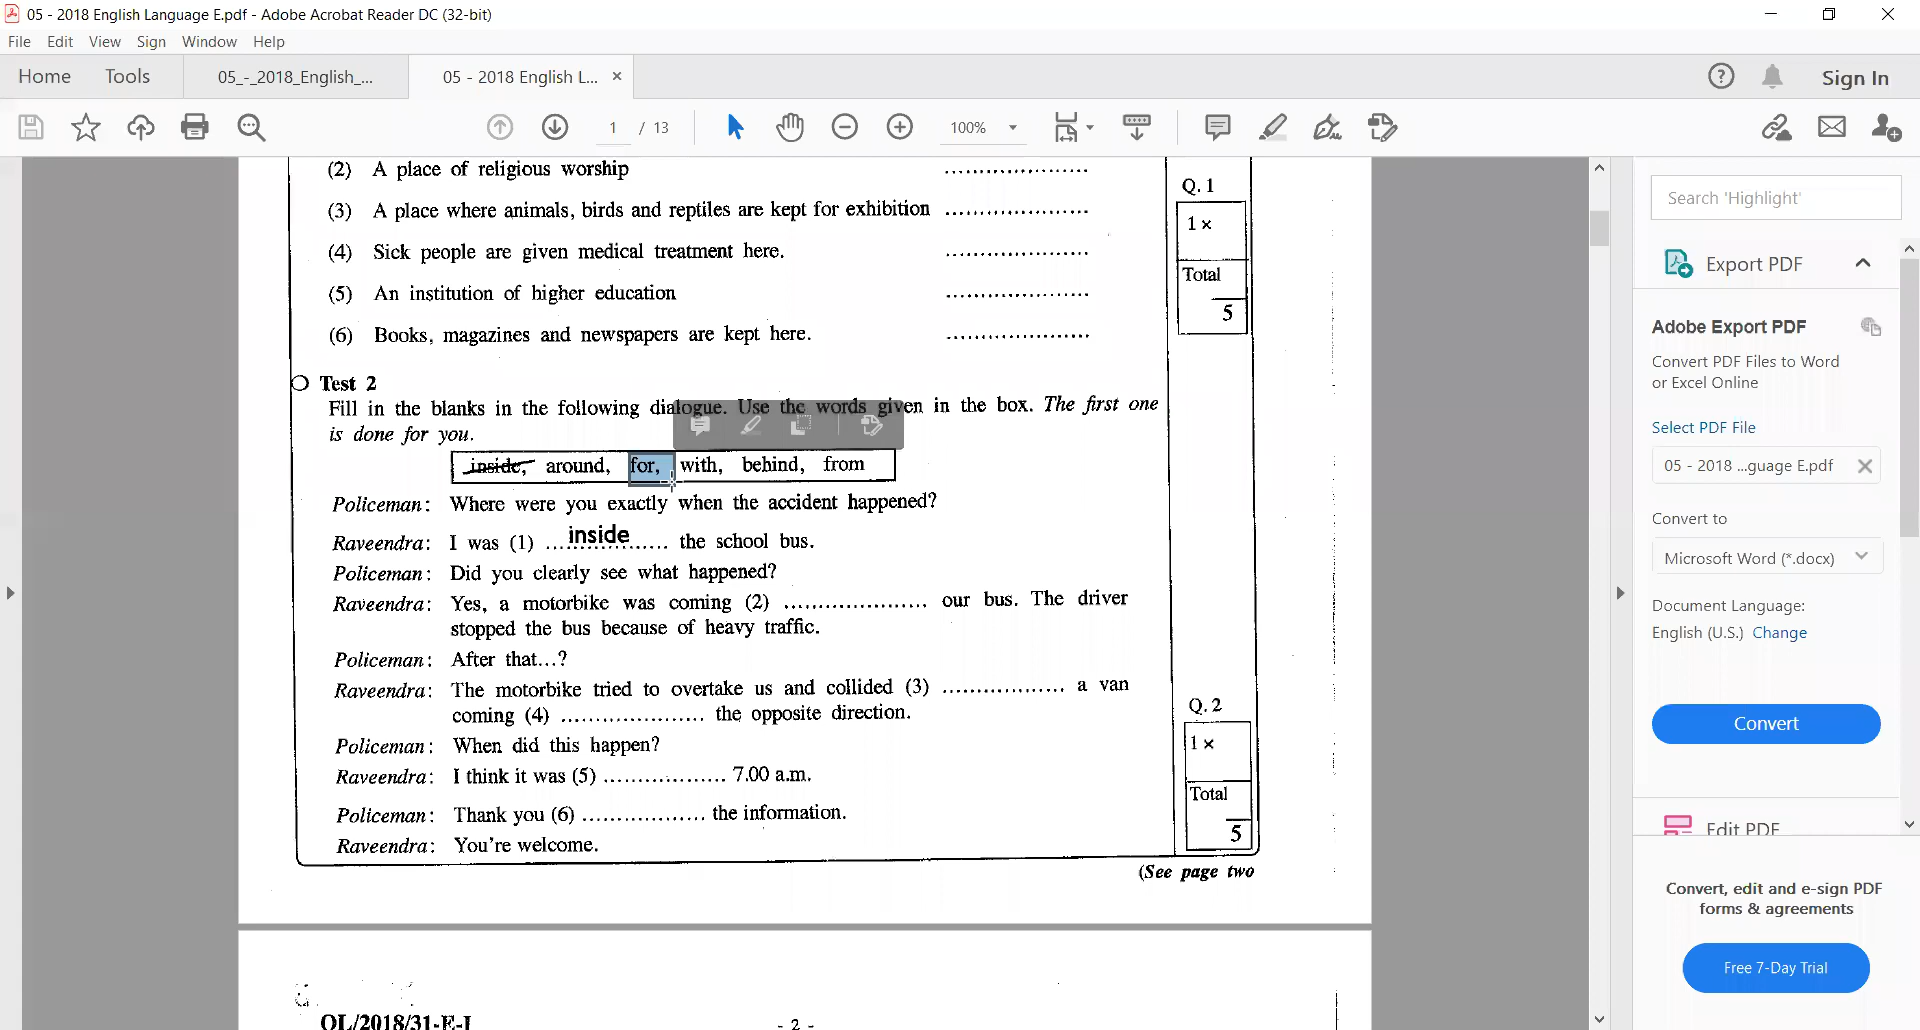 05 - 2018 English Language E.pdf - Adobe Acrobat Reader DC (32-bit)
File Edit View Sign Window Help
Home Tools 05_-_2018_English_... 05 - 2018 English L... × Sign In
1 / 13 100%
(2) A place of religious worship ........................
(3) A place where animals, birds and reptiles are kept for exhibition ........................
(4) Sick people are given medical treatment here. ........................
(5) An institution of higher education ........................
(6) Books, magazines and newspapers are kept here. ........................
Q. 1
1 ×
Total
5
Test 2
Fill in the blanks in the following dialogue. Use the words given in the box. The first one
is done for you.
inside, around, for, with, behind, from
Policeman: Where were you exactly when the accident happened?
Raveendra: I was (1) ... inside ...... the school bus.
Policeman: Did you clearly see what happened?
Raveendra: Yes, a motorbike was coming (2) ........................ our bus. The driver
stopped the bus because of heavy traffic.
Policeman: After that...?
Raveendra: The motorbike tried to overtake us and collided (3) ..................... a van
coming (4) ........................ the opposite direction.
Policeman: When did this happen?
Raveendra: I think it was (5) ..................... 7.00 a.m.
Policeman: Thank you (6) ..................... the information.
Raveendra: You're welcome.
Q. 2
1 ×
Total
5
(See page two
OL/2018/31-E-I - 2 -
Search 'Highlight'
Export PDF
Adobe Export PDF
Convert PDF Files to Word
or Excel Online
Select PDF File
05 - 2018 ...guage E.pdf
Convert to
Microsoft Word (*.docx)
Document Language:
English (U.S.) Change
Convert
Edit PDF
Convert, edit and e-sign PDF
forms & agreements
Free 7-Day Trial